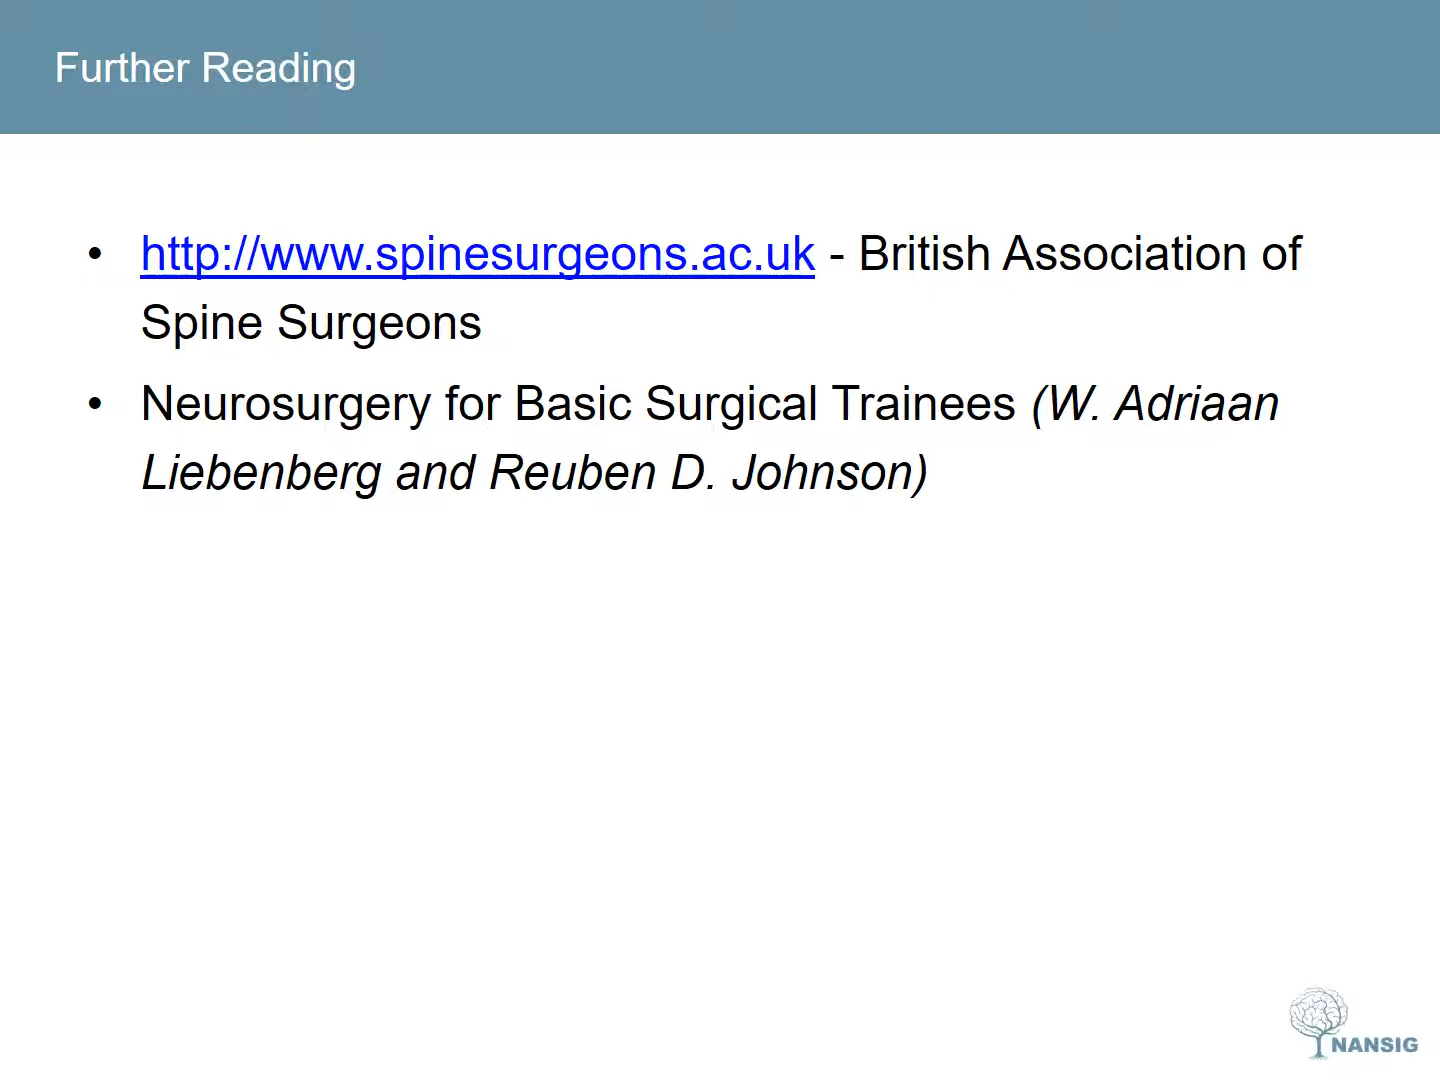 Further Reading
• http://www.spinesurgeons.ac.uk - British Association of
Spine Surgeons
• Neurosurgery for Basic Surgical Trainees (W. Adriaan
Liebenberg and Reuben D. Johnson)
NANSIG